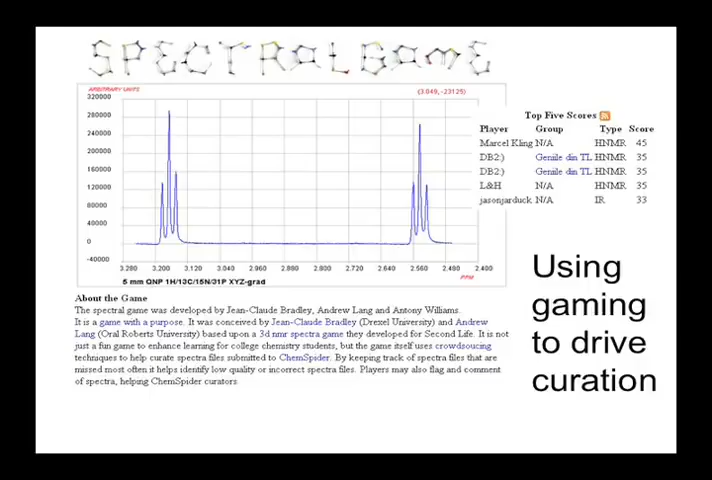 SPECTRALGAME
ARBITRARY UNITS
(3.049, -23125)
320000
280000
240000
200000
160000
120000
80000
40000
0
-40000
3.280 3.200 3.120 3.040 2.960 2.880 2.800 2.720 2.640 2.560 2.480 2.400
PPM
5 mm QNP 1H/13C/15N/31P XYZ-grad
Top Five Scores
Player Group Type Score
Marcel Kling N/A HNMR 45
DB2:) Geniile din TL HNMR 35
DB2:) Geniile din TL HNMR 35
L&H N/A HNMR 35
jasonjarduck N/A IR 33
About the Game
The spectral game was developed by Jean-Claude Bradley, Andrew Lang and Antony Williams.
It is a game with a purpose. It was conceived by Jean-Claude Bradley (Drexel University) and Andrew
Lang (Oral Roberts University) based upon a 3d nmr spectra game they developed for Second Life. It is not
just a fun game to enhance learning for college chemistry students, but the game itself uses crowdsoucing
techniques to help curate spectra files submitted to ChemSpider. By keeping track of spectra files that are
missed most often it helps identify low quality or incorrect spectra files. Players may also flag and comment
of spectra, helping ChemSpider curators
Using
gaming
to drive
curation